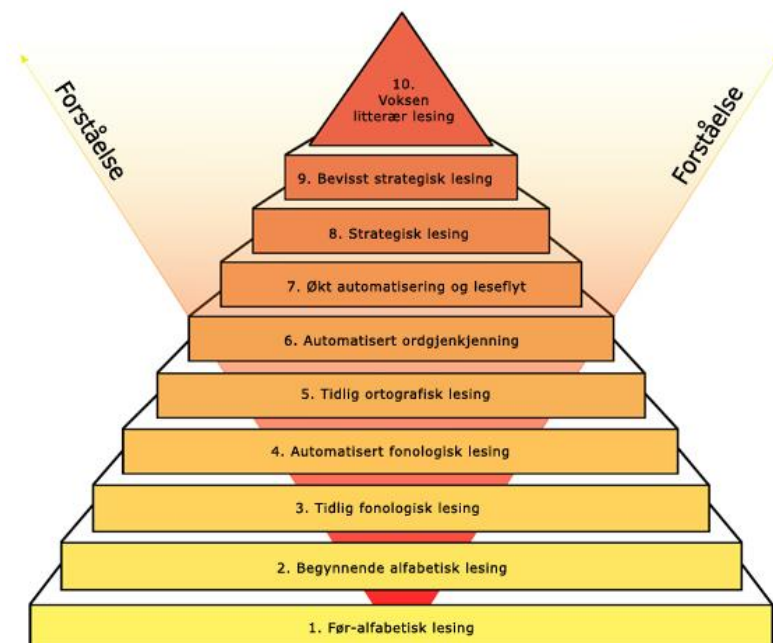 Forståelse
Forståelse
10.
Voksen
litterær lesing
9. Bevisst strategisk lesing
8. Strategisk lesing
7. Økt automatisering og leseflyt
6. Automatisert ordgjenkjenning
5. Tidlig ortografisk lesing
4. Automatisert fonologisk lesing
3. Tidlig fonologisk lesing
2. Begynnende alfabetisk lesing
1. Før-alfabetisk lesing